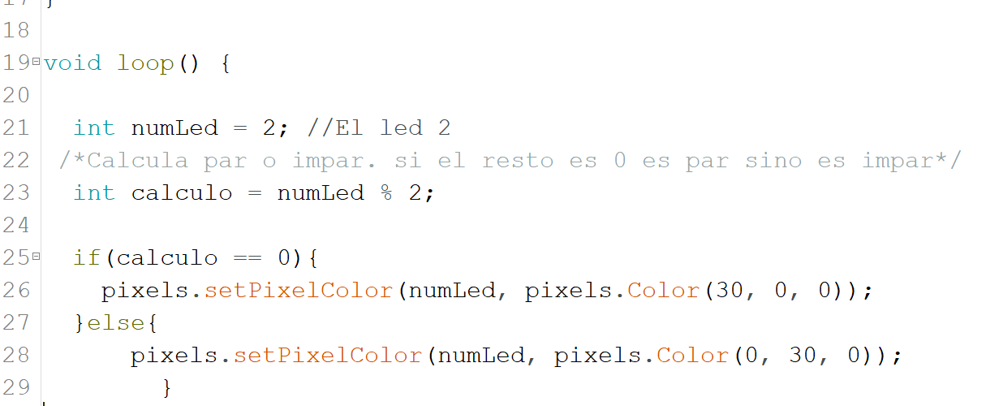 17 }
18
19 void loop() {
20
21 int numLed = 2; //El led 2
22 /*Calcula par o impar. si el resto es 0 es par sino es impar*/
23 int calculo = numLed % 2;
24
25 if(calculo == 0){
26 pixels.setPixelColor(numLed, pixels.Color(30, 0, 0));
27 }else{
28 pixels.setPixelColor(numLed, pixels.Color(0, 30, 0));
29 }